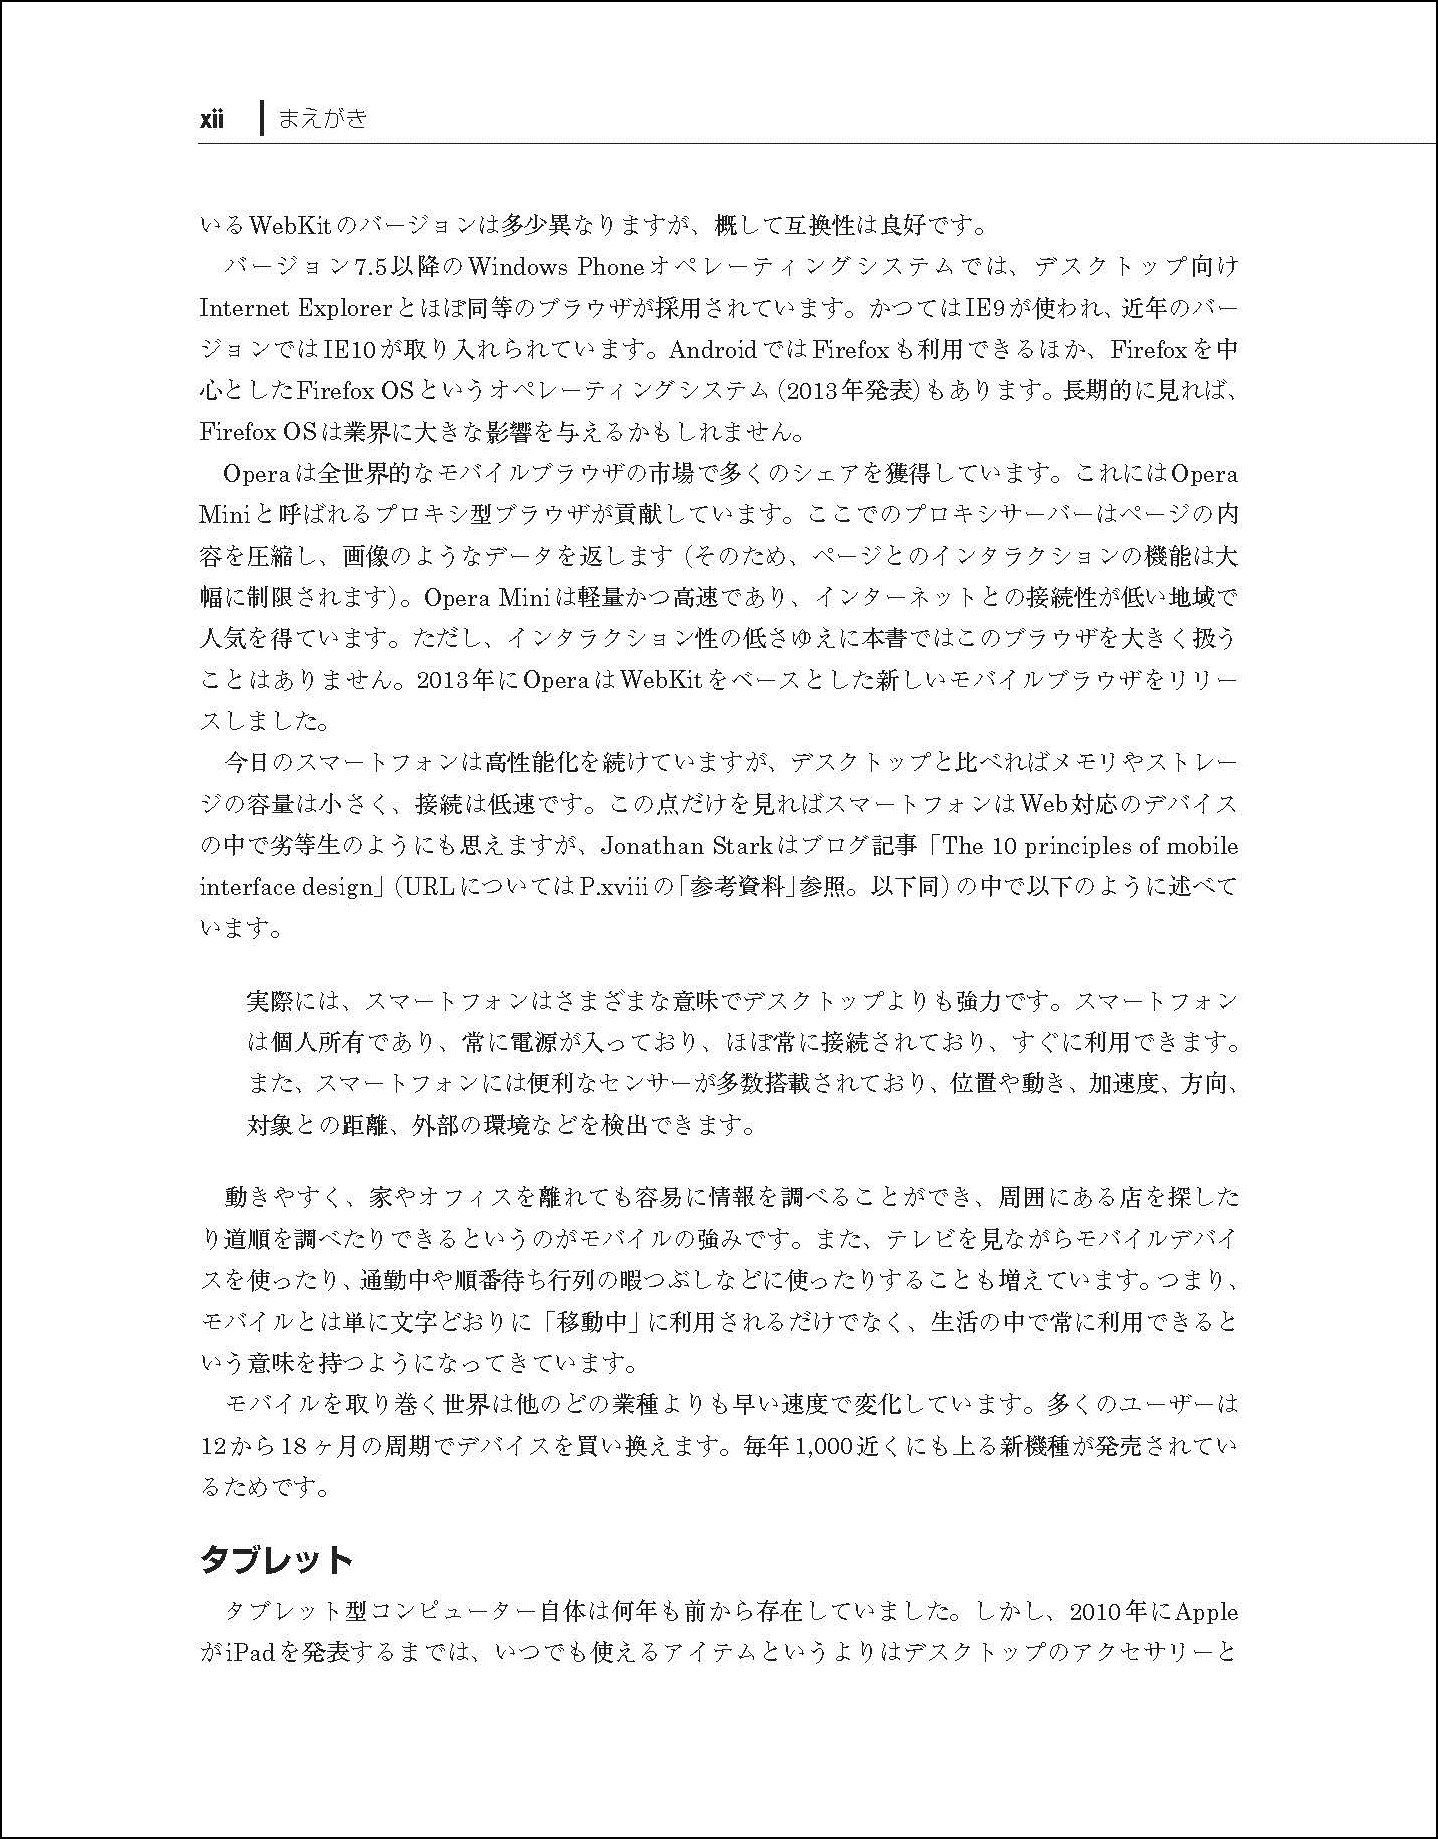 xii まえがき
いるWebKitのバージョンは多少異なりますが、概して互換性は良好です。
バージョン7.5以降のWindows Phoneオペレーティングシステムでは、デスクトップ向け
Internet Explorerとほぼ同等のブラウザが採用されています。かつてはIE9が使われ、近年のバー
ジョンではIE10が取り入れられています。AndroidではFirefoxも利用できるほか、Firefoxを中
心としたFirefox OSというオペレーティングシステム（2013年発表）もあります。長期的に見れば、
Firefox OSは業界に大きな影響を与えるかもしれません。
Operaは全世界的なモバイルブラウザの市場で多くのシェアを獲得しています。これにはOpera
Miniと呼ばれるプロキシ型ブラウザが貢献しています。ここでのプロキシサーバーはページの内
容を圧縮し、画像のようなデータを返します（そのため、ページとのインタラクションの機能は大
幅に制限されます）。Opera Miniは軽量かつ高速であり、インターネットとの接続性が低い地域で
人気を得ています。ただし、インタラクション性の低さゆえに本書ではこのブラウザを大きく扱う
ことはありません。2013年にOperaはWebKitをベースとした新しいモバイルブラウザをリリー
スしました。
今日のスマートフォンは高性能化を続けていますが、デスクトップと比べればメモリやストレー
ジの容量は小さく、接続は低速です。この点だけを見ればスマートフォンはWeb対応のデバイス
の中で劣等生のようにも思えますが、Jonathan Starkはブログ記事「The 10 principles of mobile
interface design」（URLについてはP.xviiiの「参考資料」参照。以下同）の中で以下のように述べて
います。
実際には、スマートフォンはさまざまな意味でデスクトップよりも強力です。スマートフォン
は個人所有であり、常に電源が入っており、ほぼ常に接続されており、すぐに利用できます。
また、スマートフォンには便利なセンサーが多数搭載されており、位置や動き、加速度、方向、
対象との距離、外部の環境などを検出できます。
動きやすく、家やオフィスを離れても容易に情報を調べることができ、周囲にある店を探した
り道順を調べたりできるというのがモバイルの強みです。また、テレビを見ながらモバイルデバイ
スを使ったり、通勤中や順番待ち行列の暇つぶしなどに使ったりすることも増えています。つまり、
モバイルとは単に文字どおりに「移動中」に利用されるだけでなく、生活の中で常に利用できると
いう意味を持つようになってきています。
モバイルを取り巻く世界は他のどの業種よりも早い速度で変化しています。多くのユーザーは
12から18ヶ月の周期でデバイスを買い換えます。毎年1,000近くにも上る新機種が発売されてい
るためです。
タブレット
タブレット型コンピューター自体は何年も前から存在していました。しかし、2010年にApple
がiPadを発表するまでは、いつでも使えるアイテムというよりはデスクトップのアクセサリーと